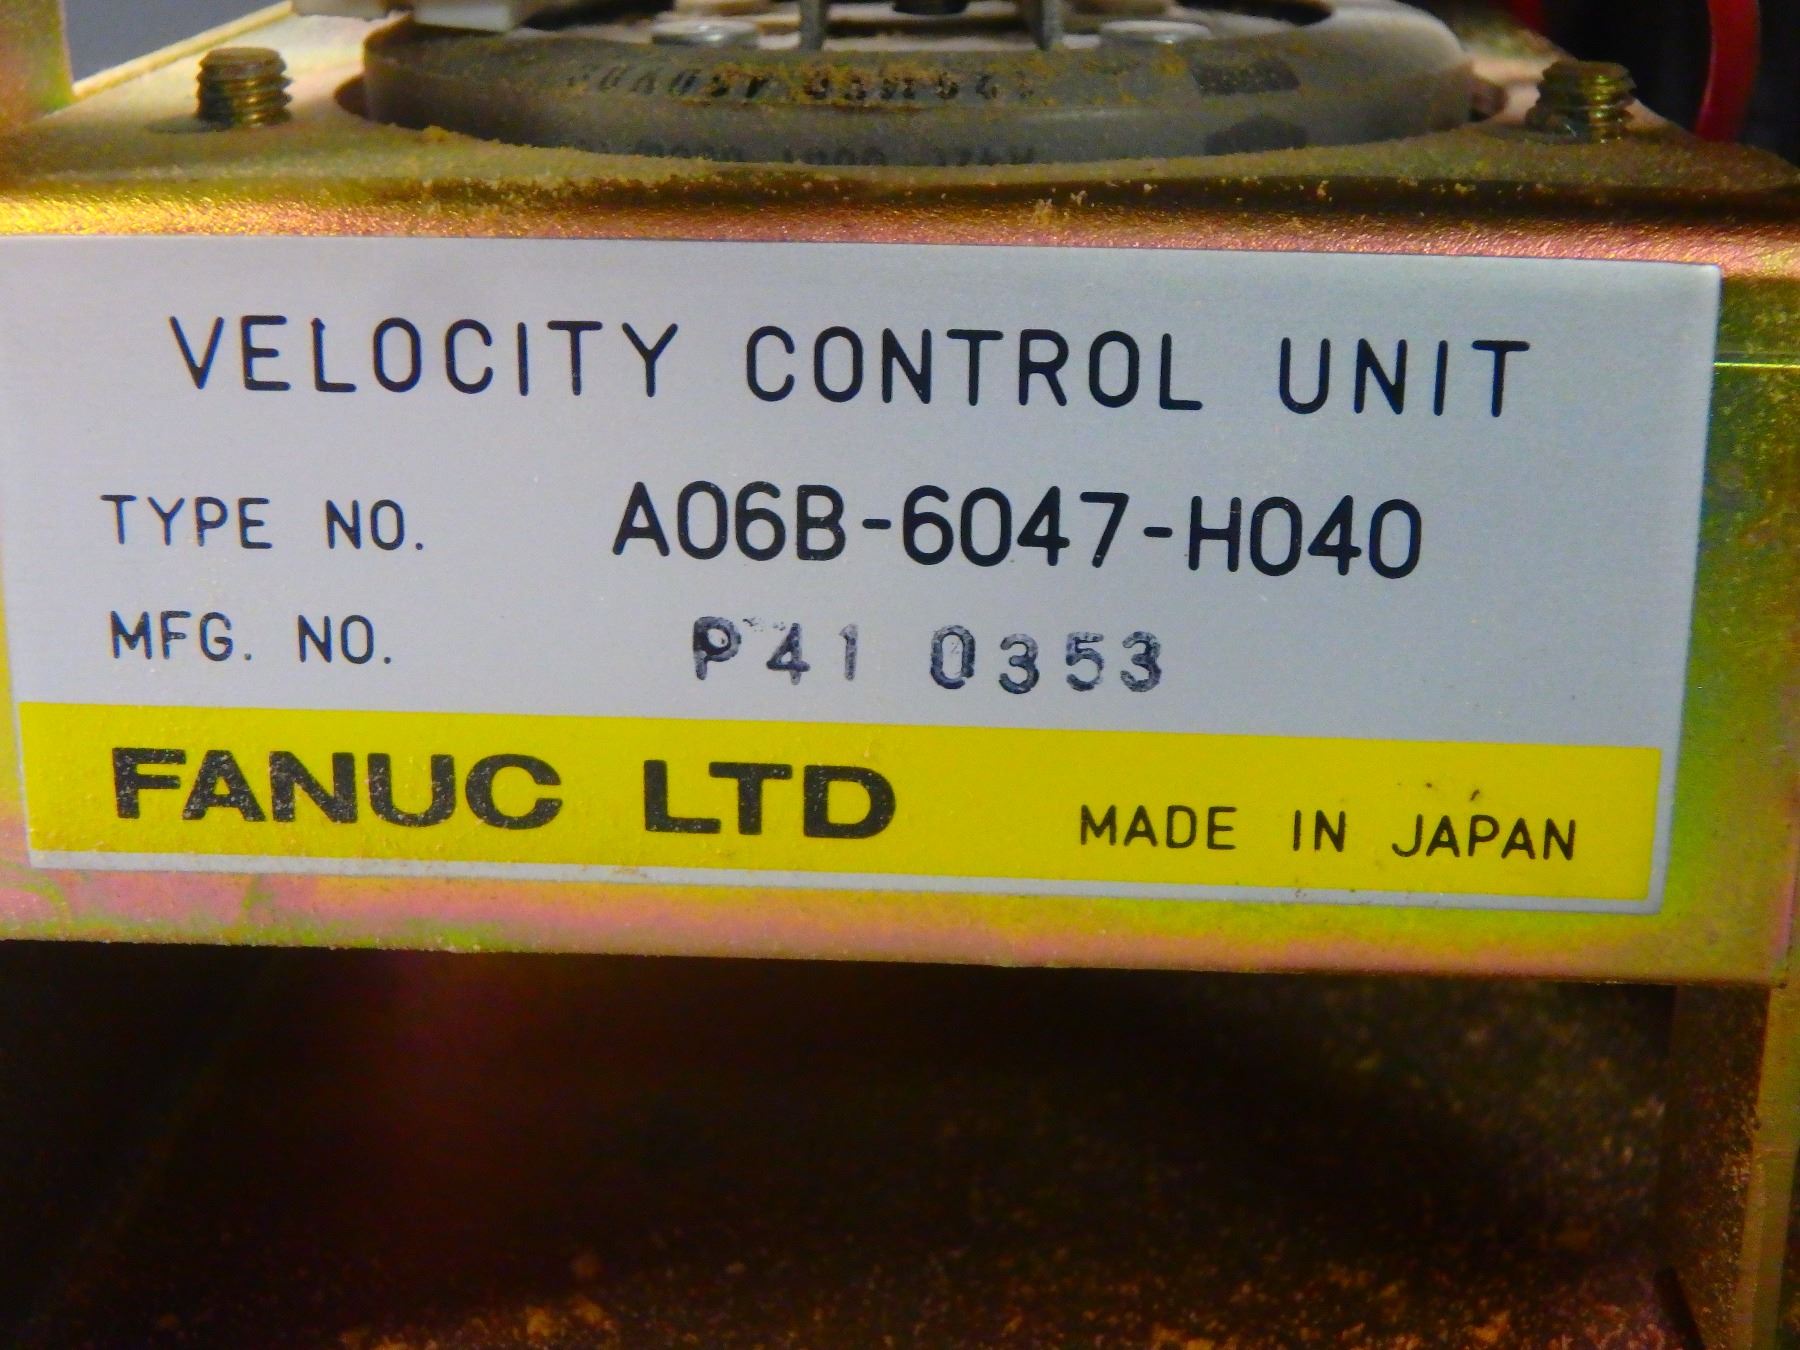 VELOCITY CONTROL UNIT
TYPE NO. A06B-6047-H040
MFG. NO. P41 0353
FANUC LTD MADE IN JAPAN